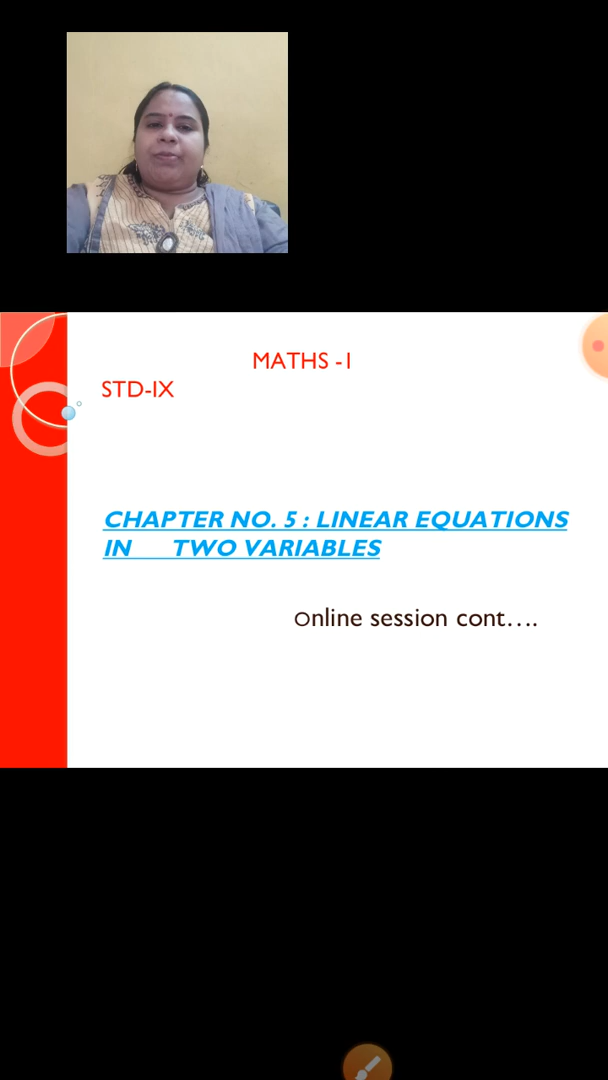 MATHS -I
STD-IX
CHAPTER NO. 5 : LINEAR EQUATIONS
IN TWO VARIABLES
Online session cont….